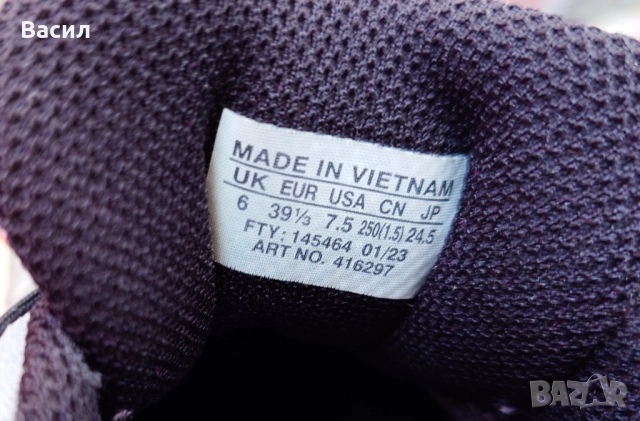 Васил
MADE IN VIETNAM
UK EUR USA CN JP
6 39⅓ 7.5 250(1.5) 24.5
FTY: 145464 01/23
ART NO. 416297
BAZAR